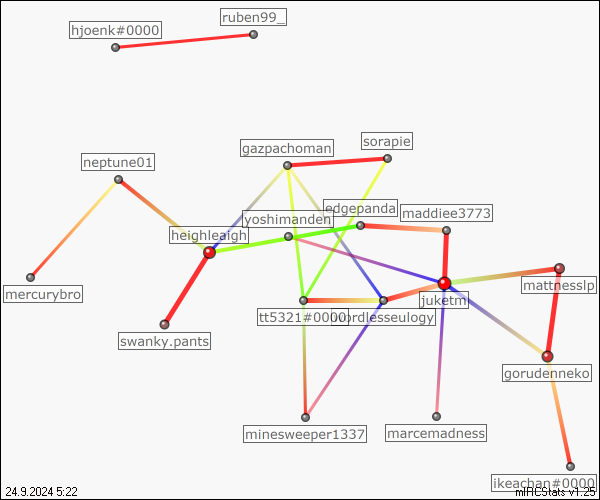 ruben99_
hjoenk#0000
sorapie
gazpachoman
neptune01
edgepanda
maddiee3773
yoshimanden
heighleaigh
mattnesslp
mercurybro
juketm
tt5321#0000
wordlesseulogy
swanky.pants
gorudenneko
minesweeper1337
marcemadness
ikeachan#0000
24.9.2024 5:22
mIRCStats v1.25